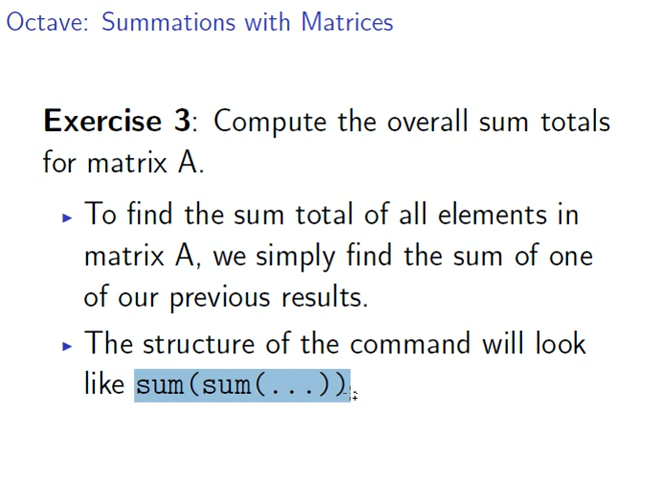 Octave: Summations with Matrices
Exercise 3: Compute the overall sum totals
for matrix A.
▸ To find the sum total of all elements in
matrix A, we simply find the sum of one
of our previous results.
▸ The structure of the command will look
like sum(sum(...)).